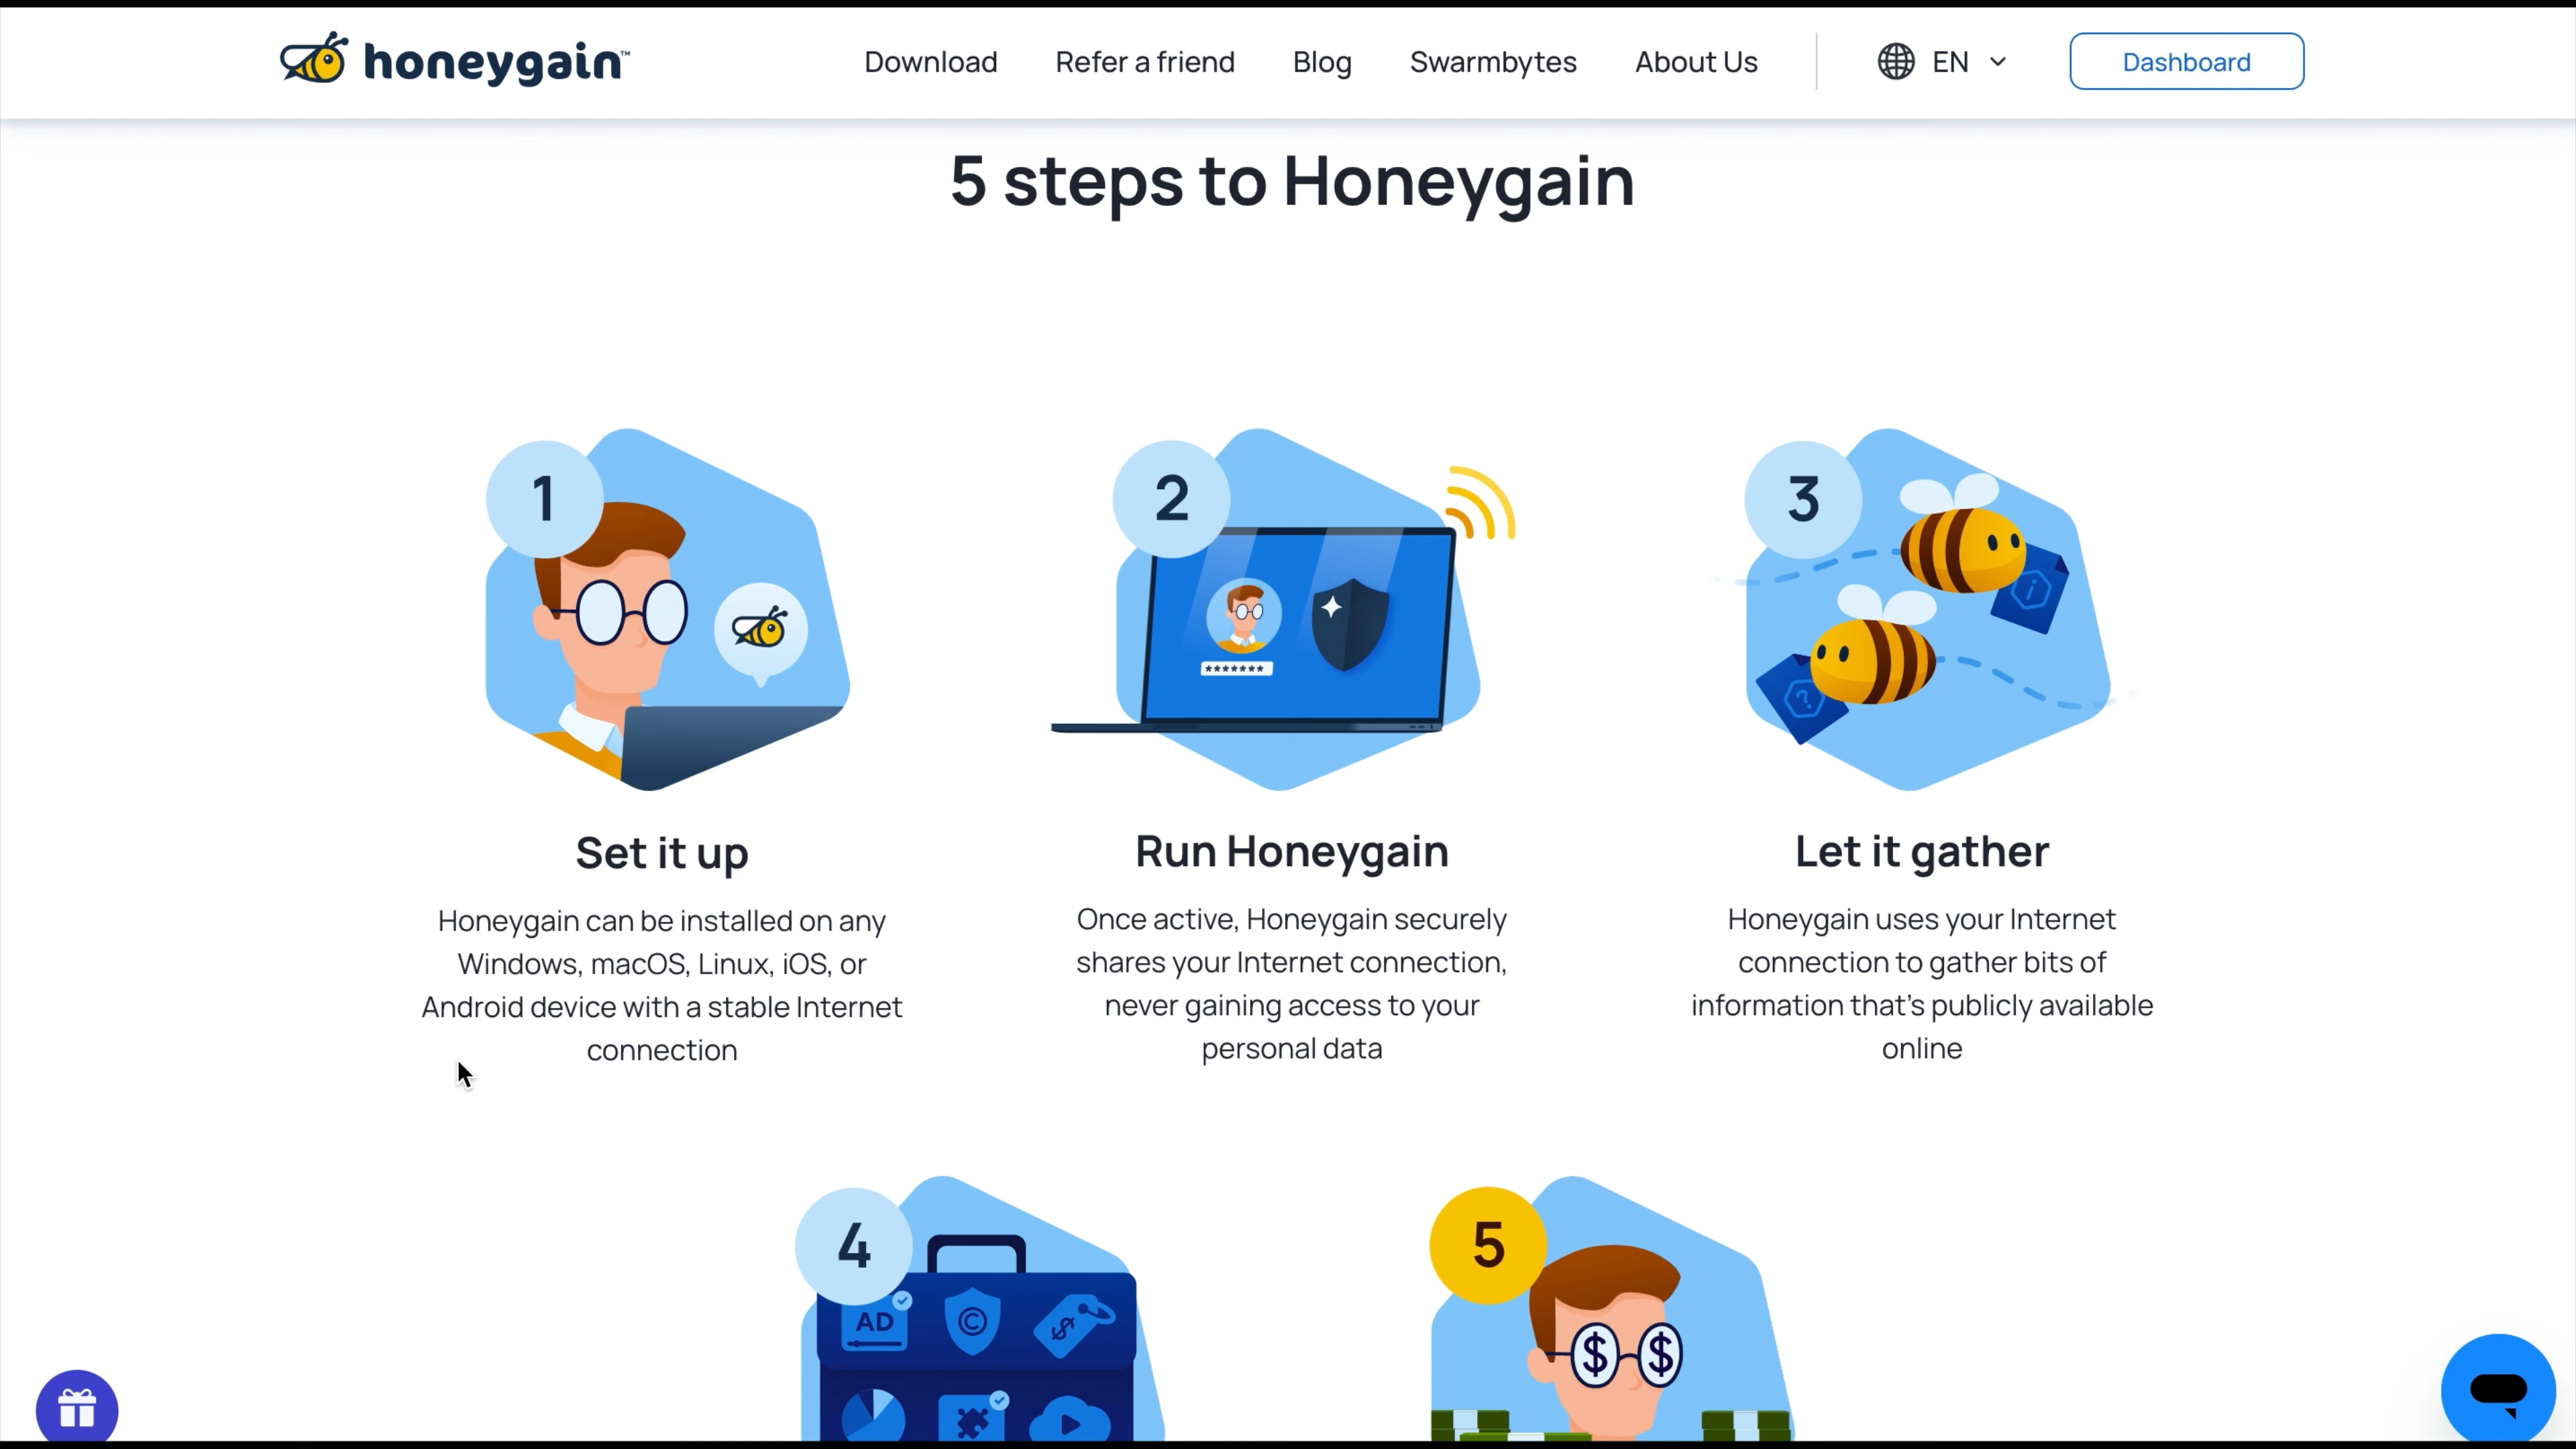 honeygain™
Download
Refer a friend
Blog
Swarmbytes
About Us
EN
Dashboard
5 steps to Honeygain
1
2
*******
3
i
?
Set it up
Honeygain can be installed on any
Windows, macOS, Linux, iOS, or
Android device with a stable Internet
connection
Run Honeygain
Once active, Honeygain securely
shares your Internet connection,
never gaining access to your
personal data
Let it gather
Honeygain uses your Internet
connection to gather bits of
information that's publicly available
online
4
AD
©
$
5
$ $